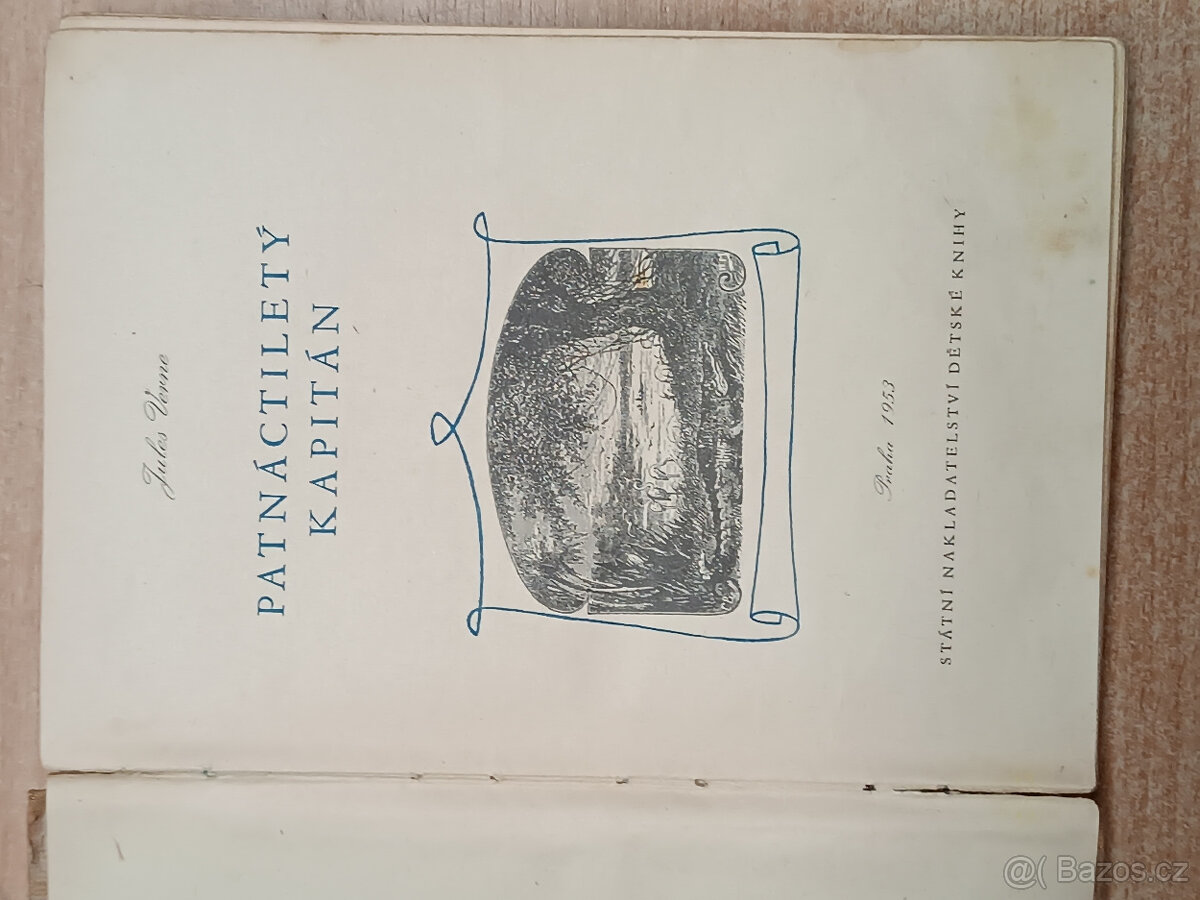 Jules Verne
PATNÁCTILETÝ
KAPITÁN
Praha 1953
STÁTNÍ NAKLADATELSTVÍ DĚTSKÉ KNIHY
@( Bazos.cz